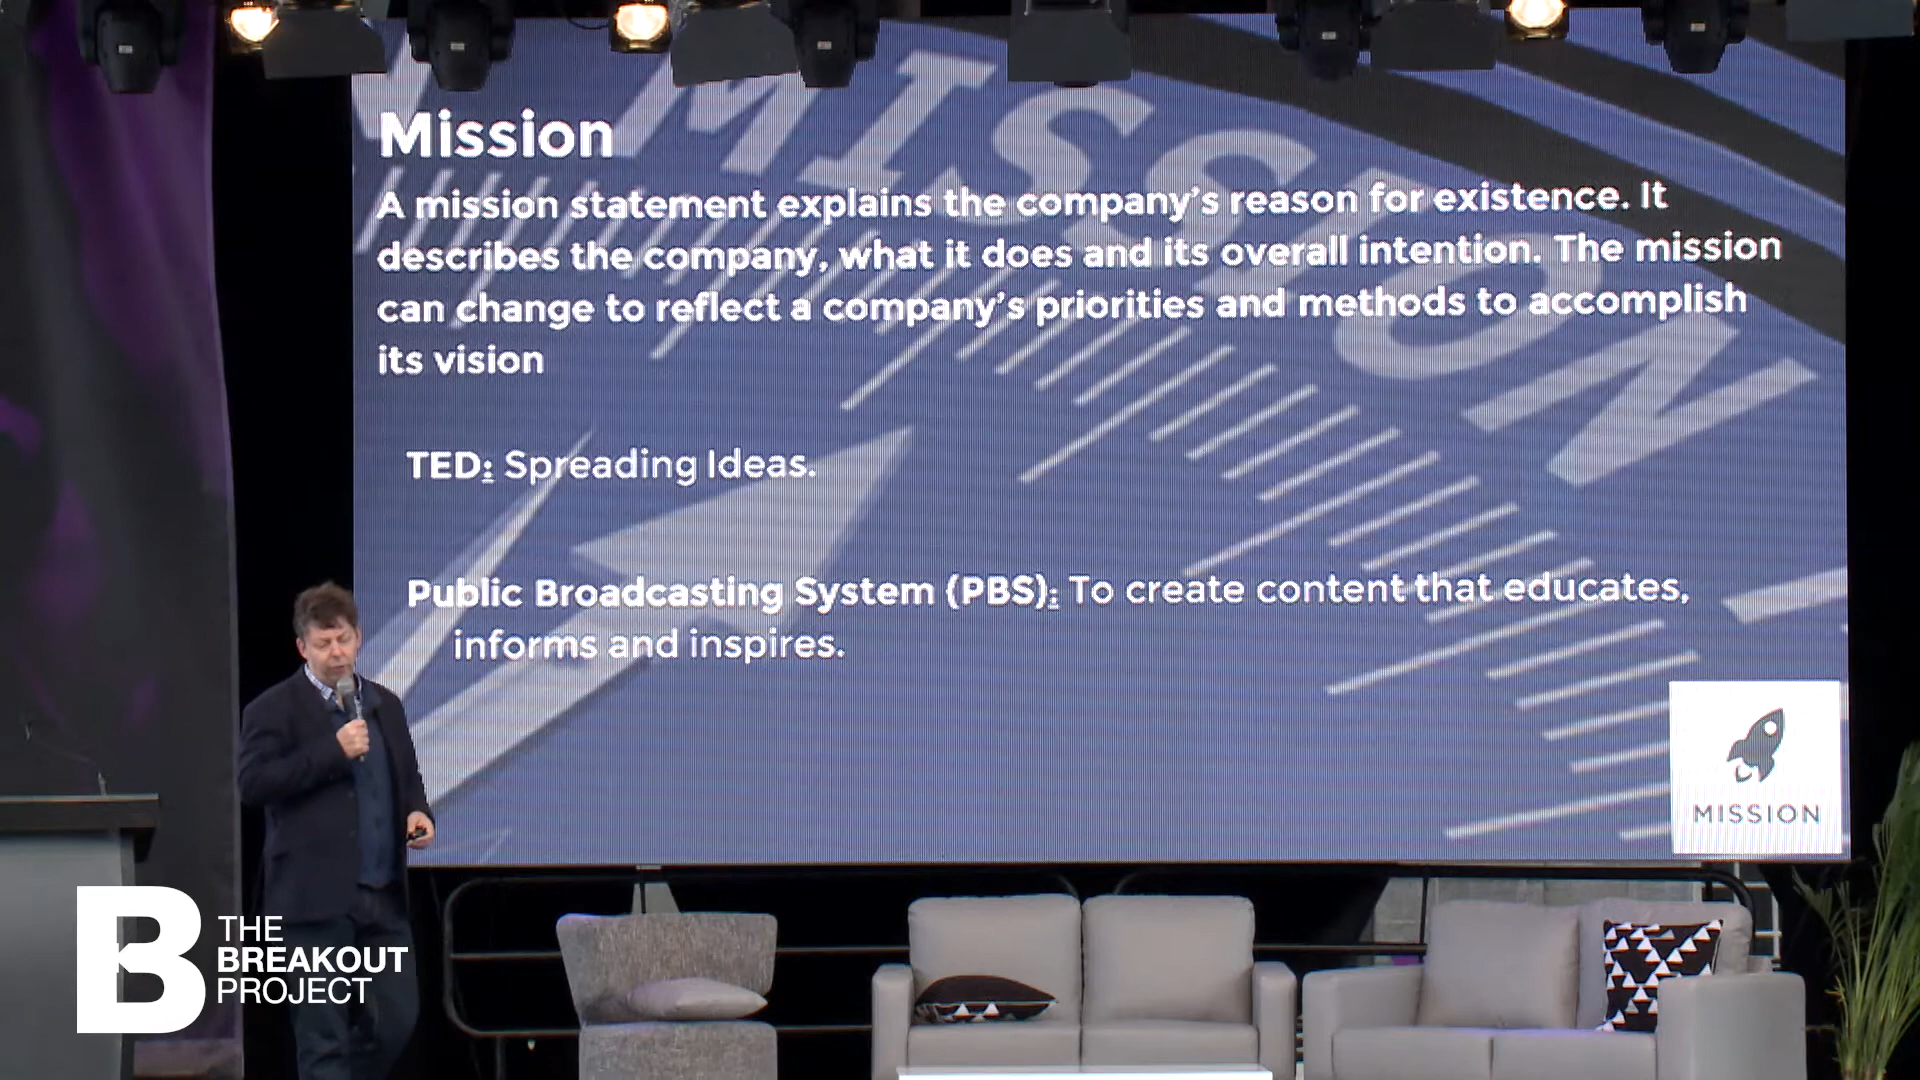 MISSION
Mission
A mission statement explains the company's reason for existence. It
describes the company, what it does and its overall intention. The mission
can change to reflect a company's priorities and methods to accomplish
its vision
TED: Spreading Ideas.
Public Broadcasting System (PBS): To create content that educates,
informs and inspires.
MISSION
B THE
BREAKOUT
PROJECT